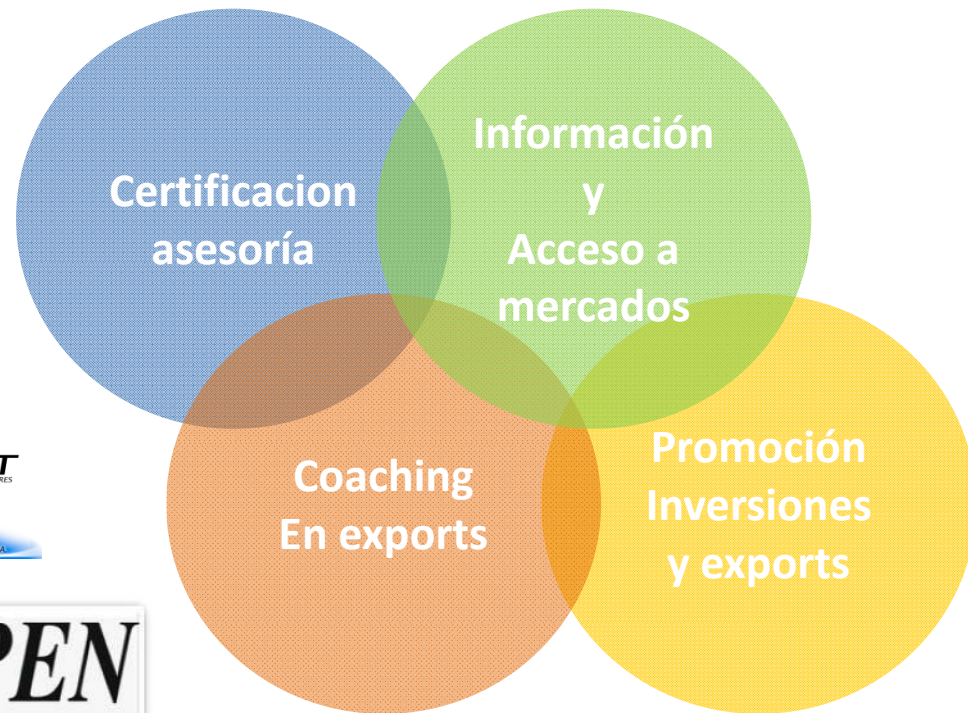 Certificacion
asesoría
Información
y
Acceso a
mercados
Coaching
En exports
Promoción
Inversiones
y exports
PEN